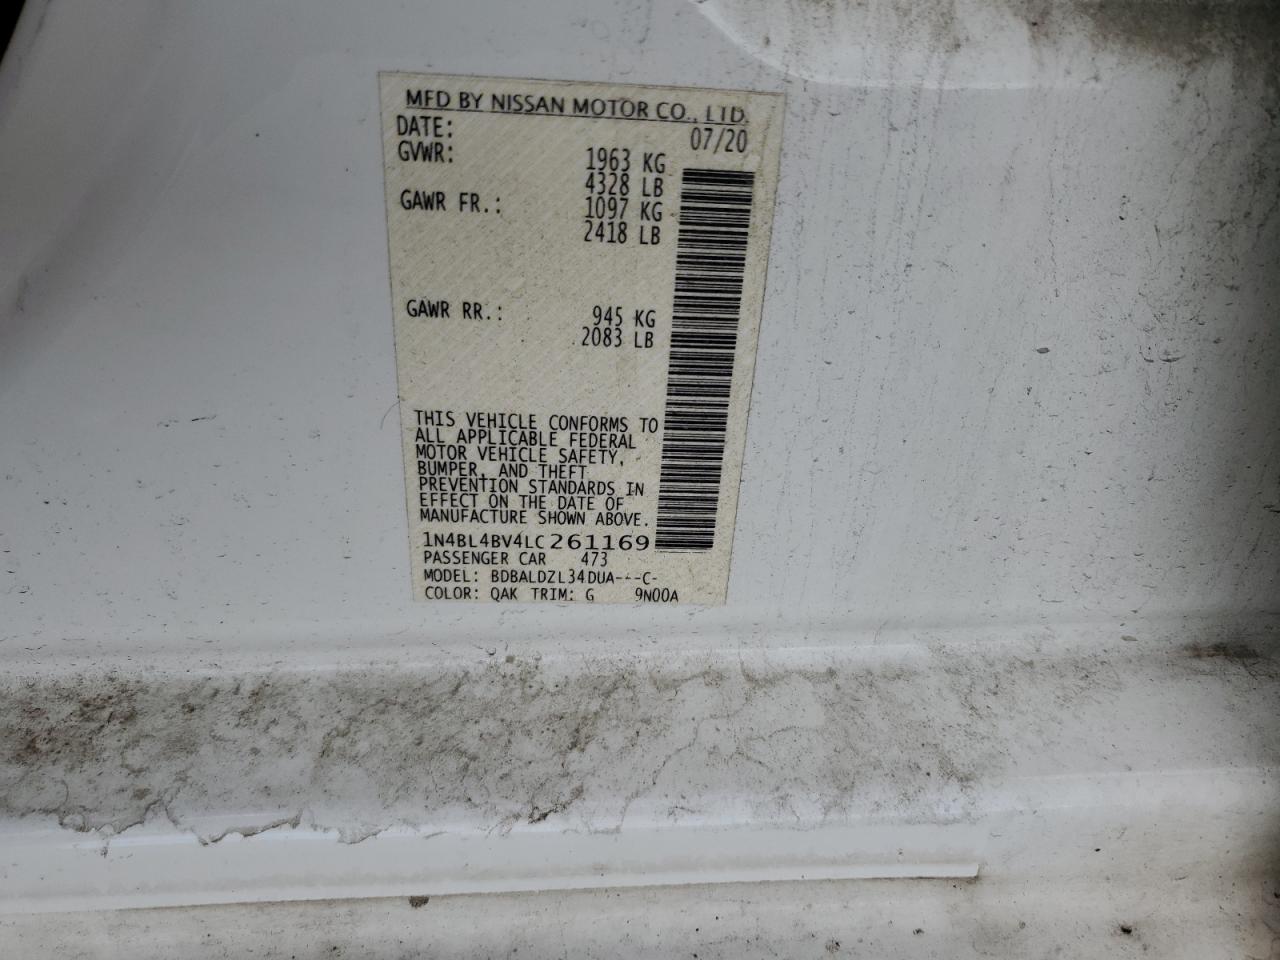 MFD BY NISSAN MOTOR CO., LTD.
DATE: 07/20
GVWR: 1963 KG
4328 LB
GAWR FR.: 1097 KG
2418 LB
GAWR RR.: 945 KG
2083 LB
THIS VEHICLE CONFORMS TO
ALL APPLICABLE FEDERAL
MOTOR VEHICLE SAFETY,
BUMPER, AND THEFT
PREVENTION STANDARDS IN
EFFECT ON THE DATE OF
MANUFACTURE SHOWN ABOVE.
1N4BL4BV4LC261169
PASSENGER CAR 473
MODEL: BDBALDZL34DUA---C-
COLOR: QAK TRIM: G 9N00A